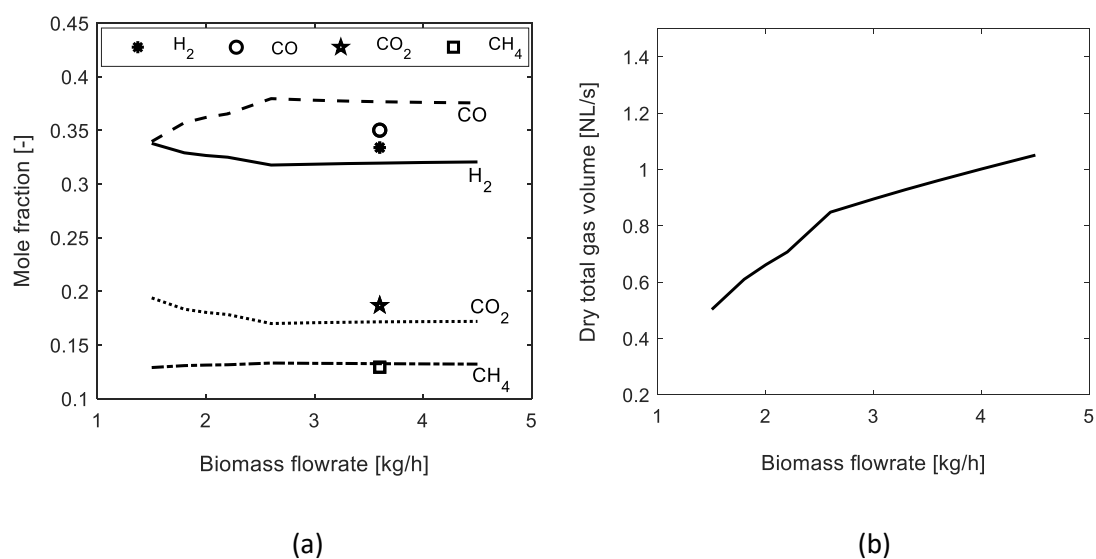 0.45
0.4
0.35
0.3
0.25
0.2
0.15
0.1
1 2 3 4 5
Mole fraction [-]
Biomass flowrate [kg/h]
H2 CO CO2 CH4
CO
H2
CO2
CH4
(a)
1.4
1.2
1
0.8
0.6
0.4
0.2
1 2 3 4 5
Dry total gas volume [NL/s]
Biomass flowrate [kg/h]
(b)